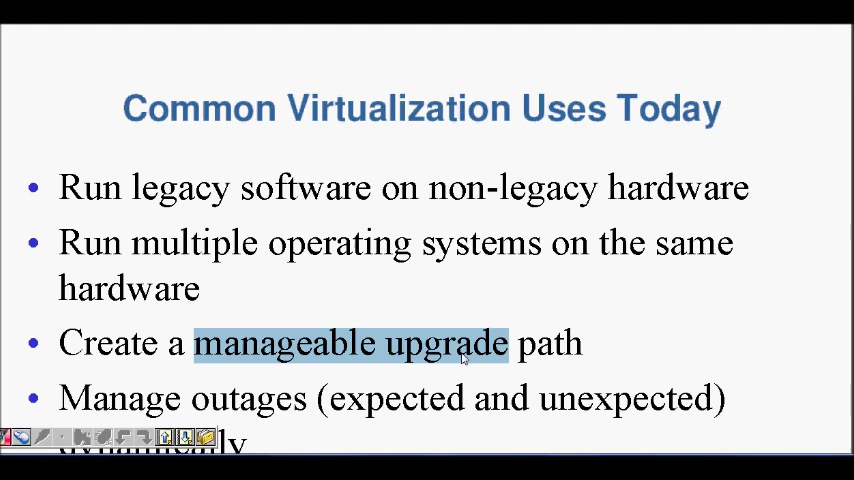 Common Virtualization Uses Today
• Run legacy software on non-legacy hardware
• Run multiple operating systems on the same
hardware
• Create a manageable upgrade path
• Manage outages (expected and unexpected)
dynamically